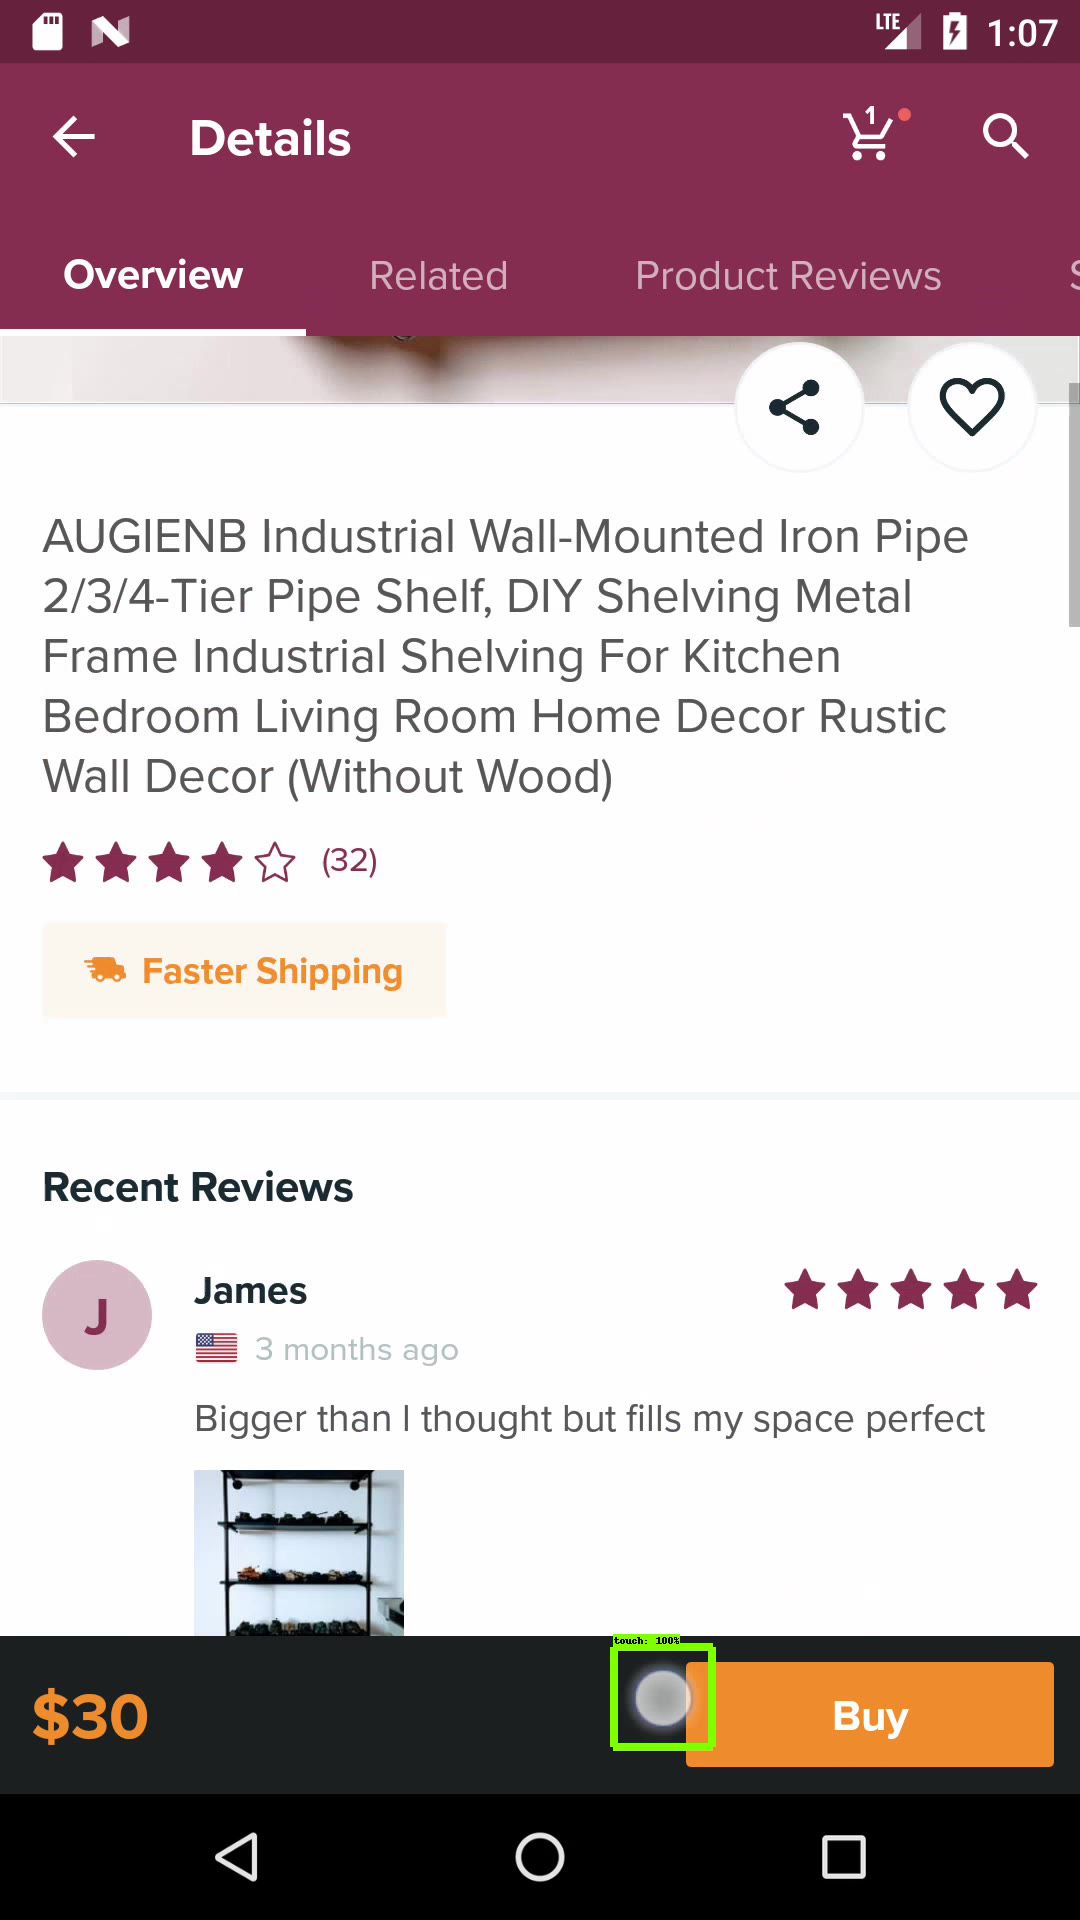 LTE 1:07
Details
1
Overview Related Product Reviews S
AUGIENB Industrial Wall-Mounted Iron Pipe
2/3/4-Tier Pipe Shelf, DIY Shelving Metal
Frame Industrial Shelving For Kitchen
Bedroom Living Room Home Decor Rustic
Wall Decor (Without Wood)
(32)
Faster Shipping
Recent Reviews
J
James
3 months ago
Bigger than I thought but fills my space perfect
touch: 100%
$30
Buy